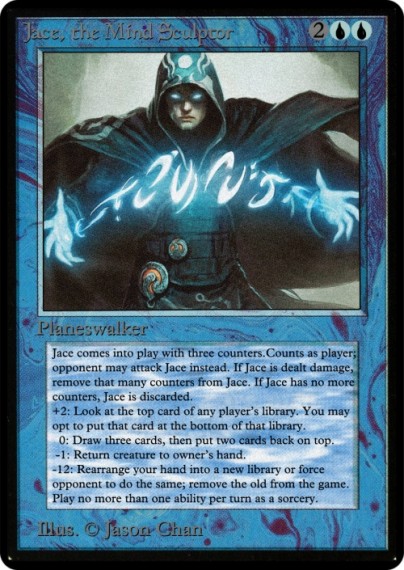 Jace, the Mind Sculptor 2
Planeswalker
Jace comes into play with three counters.Counts as player;
opponent may attack Jace instead. If Jace is dealt damage,
remove that many counters from Jace. If Jace has no more
counters, Jace is discarded.
+2: Look at the top card of any player's library. You may
opt to put that card at the bottom of that library.
0: Draw three cards, then put two cards back on top.
-1: Return creature to owner's hand.
-12: Rearrange your hand into a new library or force
opponent to do the same; remove the old from the game.
Play no more than one ability per turn as a sorcery.
Illus. © Jason Chan